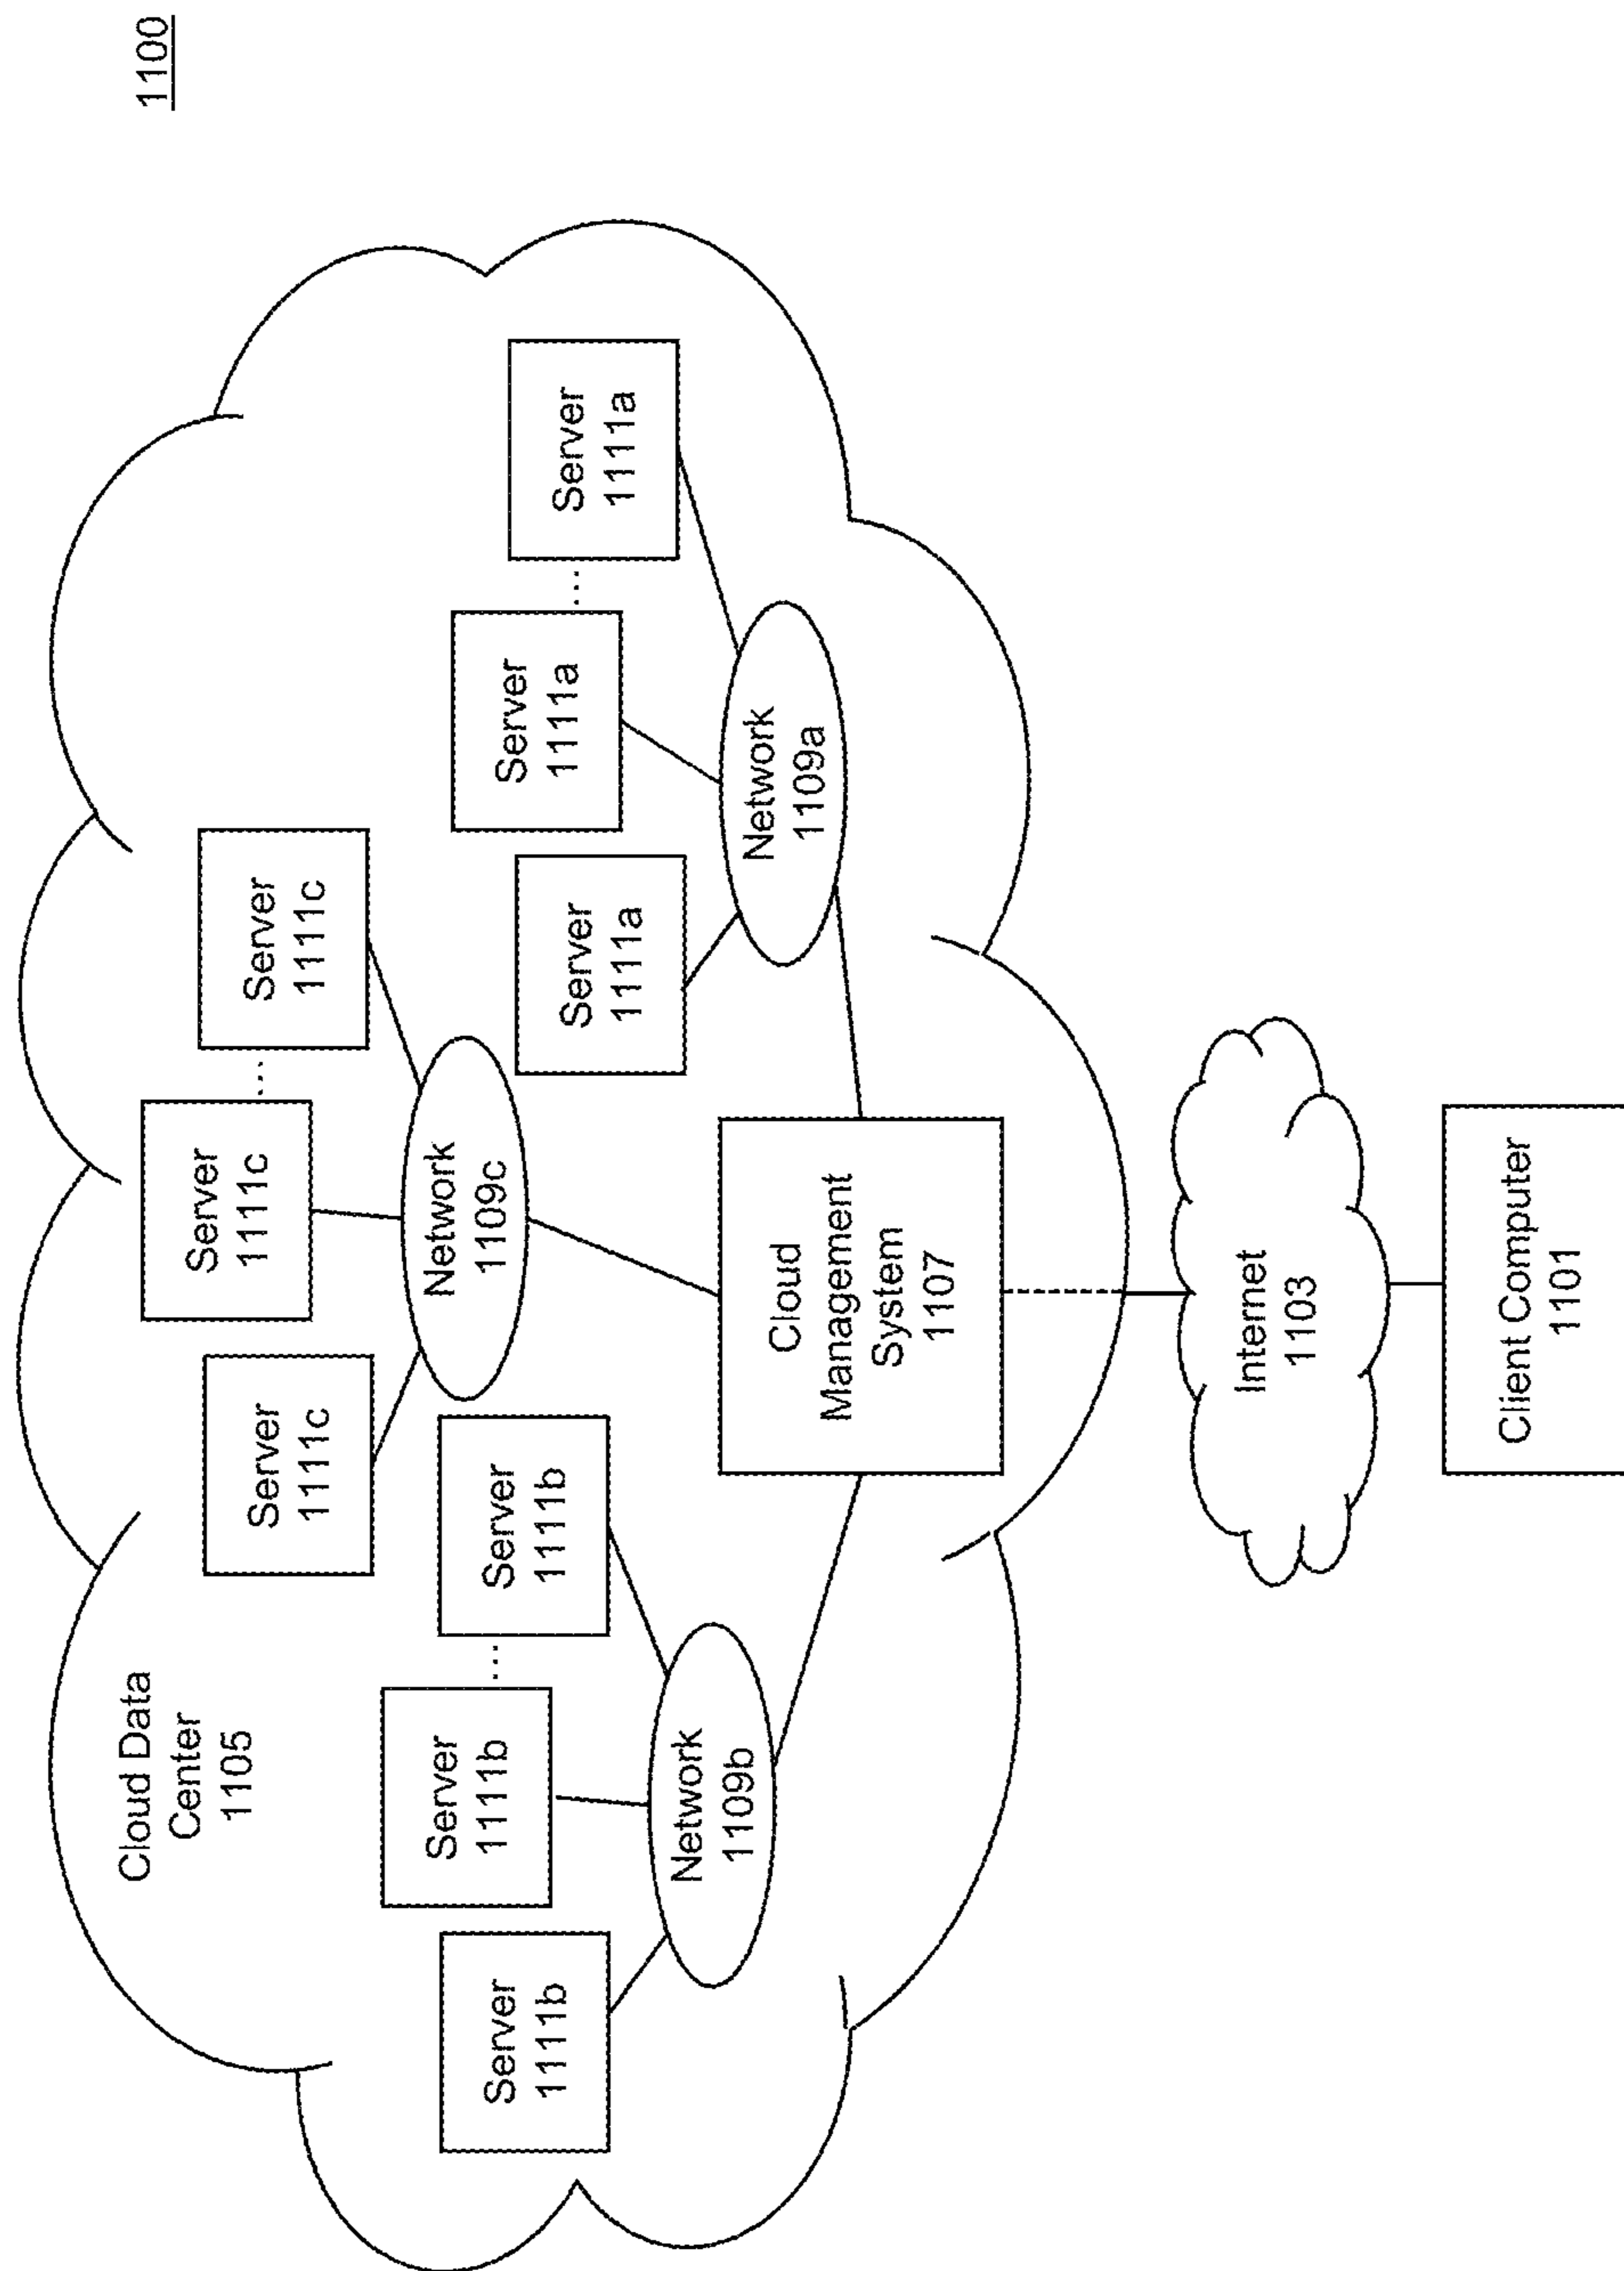 1100
Cloud Data
Center
1105
Server
1111c
Server
1111c
...
Server
1111c
Network
1109c
Server
1111b
Server
1111b
...
Server
1111b
Network
1109b
Server
1111a
Server
1111a
...
Server
1111a
Network
1109a
Cloud
Management
System
1107
Internet
1103
Client Computer
1101